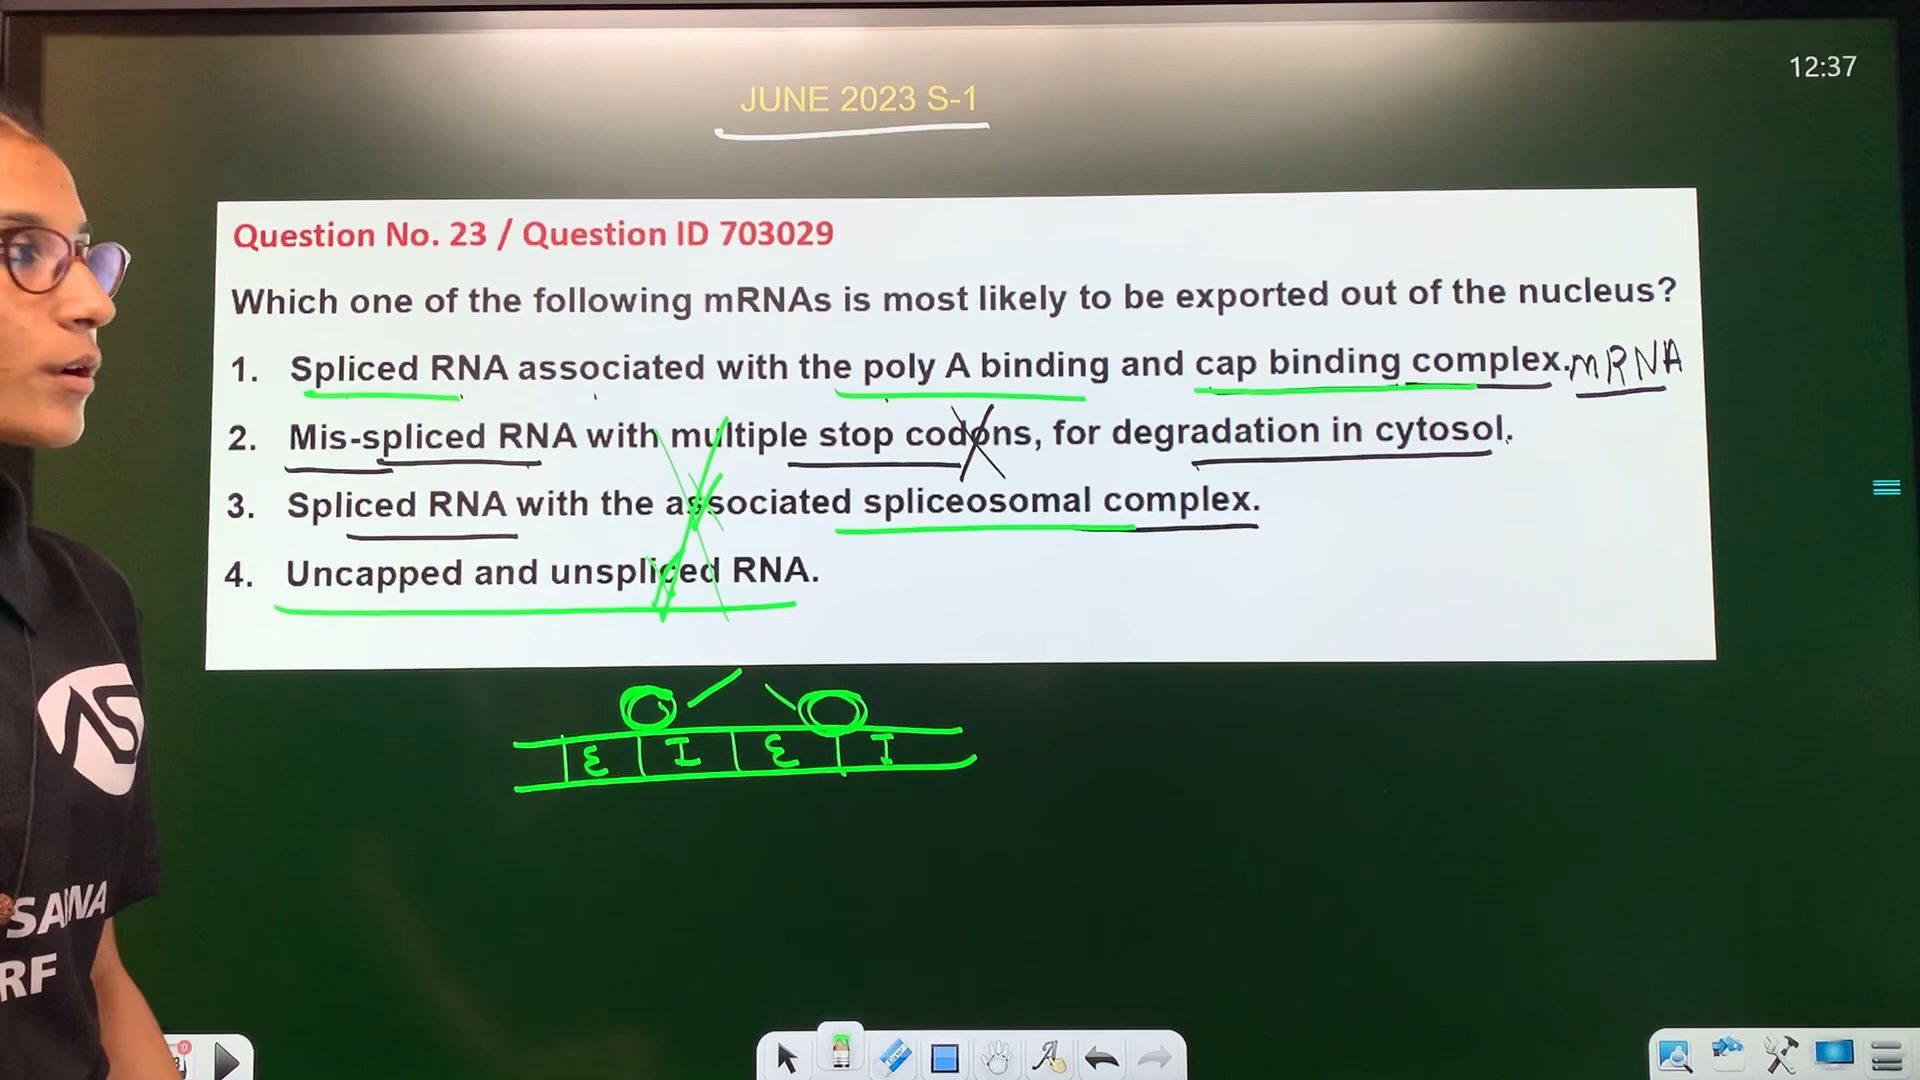 12:37
JUNE 2023 S-1
Question No. 23 / Question ID 703029
Which one of the following mRNAs is most likely to be exported out of the nucleus?
1. Spliced RNA associated with the poly A binding and cap binding complex. mRNA
2. Mis-spliced RNA with multiple stop codons, for degradation in cytosol.
3. Spliced RNA with the associated spliceosomal complex.
4. Uncapped and unspliced RNA.
E I E I
AS
RF
0